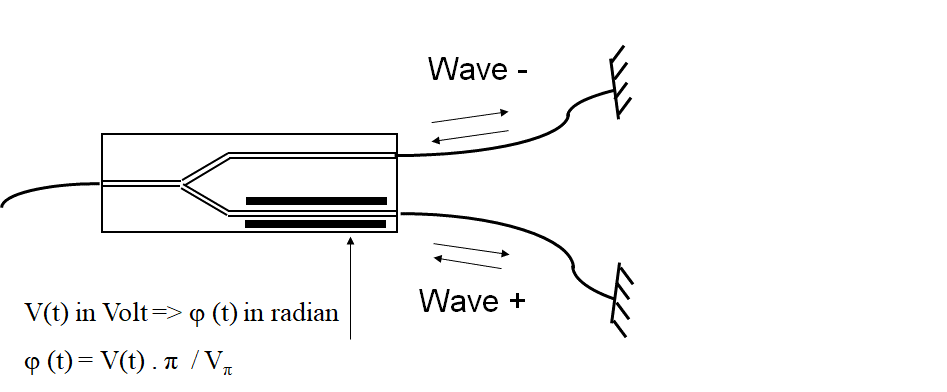 Wave -
Wave +
V(t) in Volt => φ (t) in radian
φ (t) = V(t) . π / Vπ